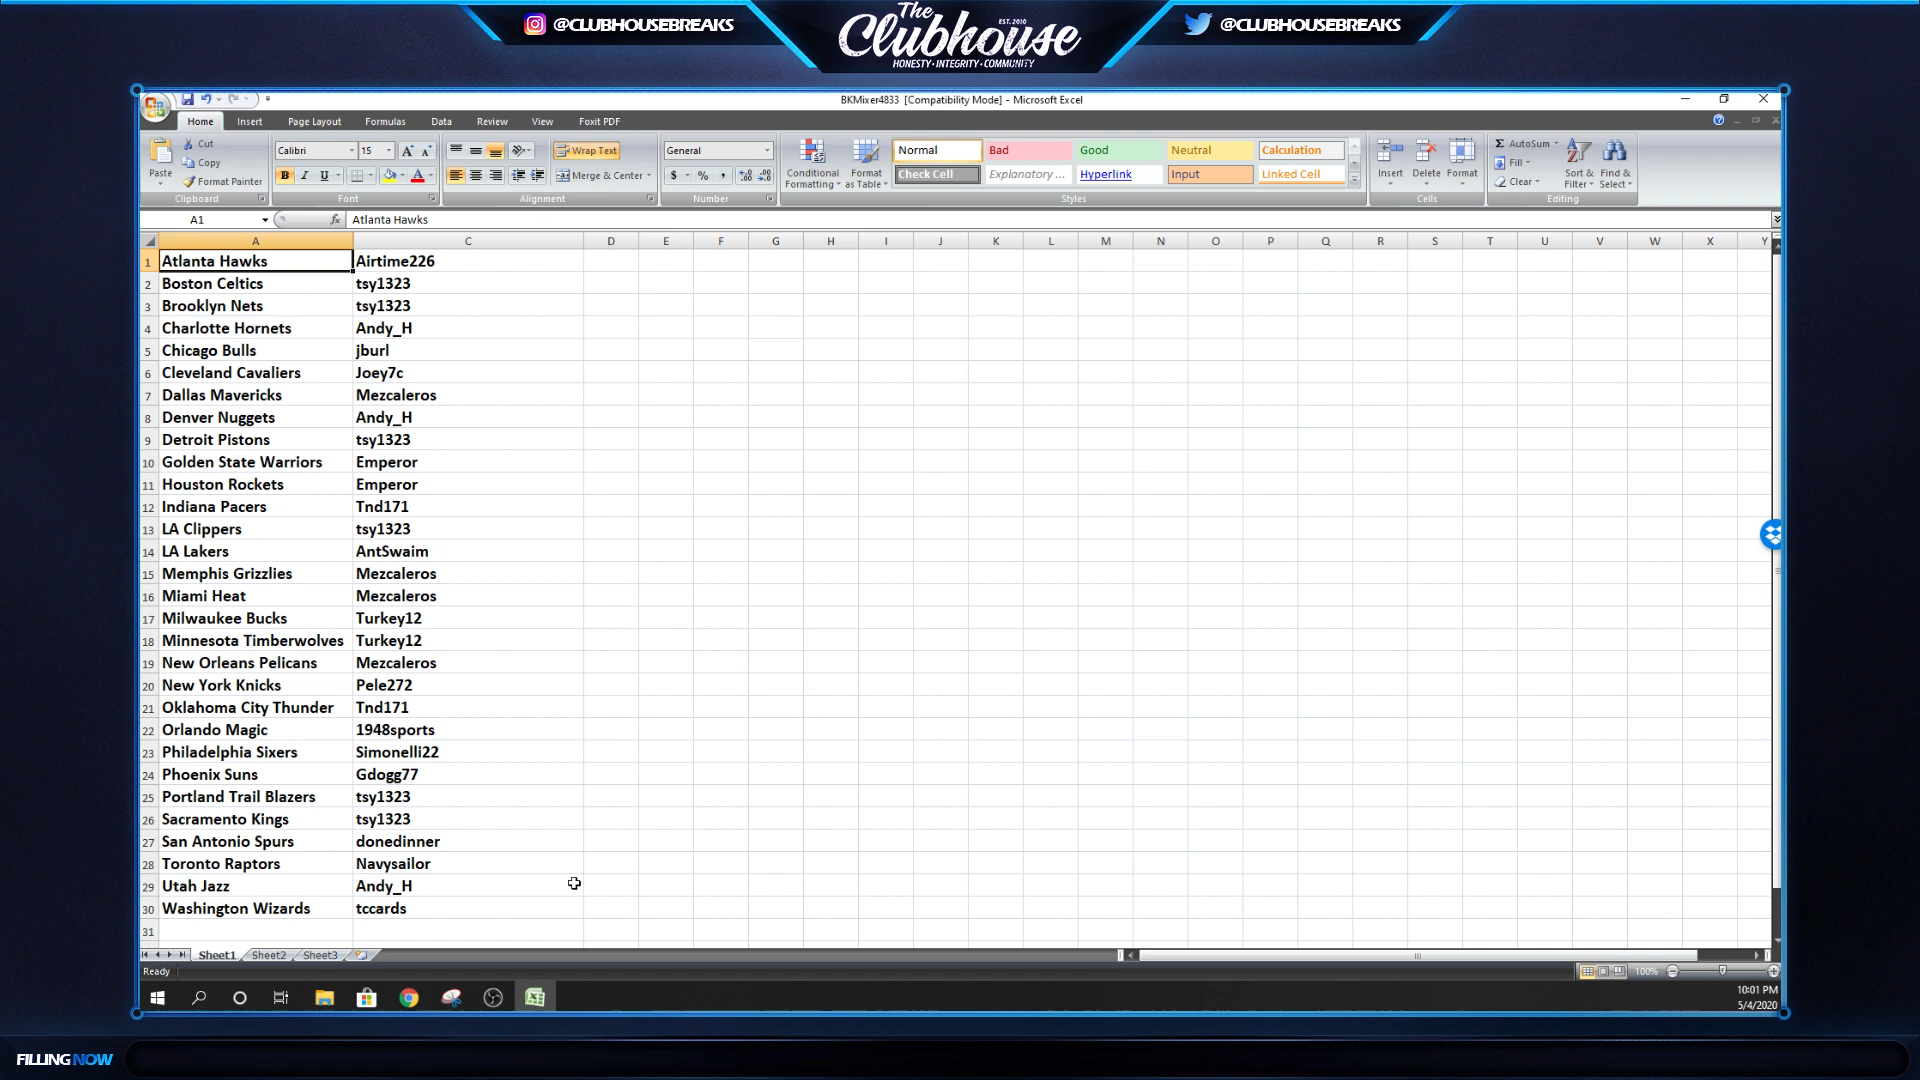 @CLUBHOUSEBREAKS
The Clubhouse
EST. 2010
HONESTY • INTEGRITY • COMMUNITY
@CLUBHOUSEBREAKS
BKMixer4833 [Compatibility Mode] - Microsoft Excel
Home Insert Page Layout Formulas Data Review View Foxit PDF
Paste
Cut
Copy
Format Painter
Clipboard
Calibri 15
B I U
Font
Wrap Text
Merge & Center
Alignment
General
$ % ,
Number
Conditional Formatting
Format as Table
Normal Bad Good Neutral Calculation
Check Cell Explanatory ... Hyperlink Input Linked Cell
Styles
Insert Delete Format
Cells
Σ AutoSum
Fill
Clear
Sort & Filter
Find & Select
Editing
A1 fx Atlanta Hawks
A C D E F G H I J K L M N O P Q R S T U V W X Y
1 Atlanta Hawks Airtime226
2 Boston Celtics tsy1323
3 Brooklyn Nets tsy1323
4 Charlotte Hornets Andy_H
5 Chicago Bulls jburl
6 Cleveland Cavaliers Joey7c
7 Dallas Mavericks Mezcaleros
8 Denver Nuggets Andy_H
9 Detroit Pistons tsy1323
10 Golden State Warriors Emperor
11 Houston Rockets Emperor
12 Indiana Pacers Tnd171
13 LA Clippers tsy1323
14 LA Lakers AntSwaim
15 Memphis Grizzlies Mezcaleros
16 Miami Heat Mezcaleros
17 Milwaukee Bucks Turkey12
18 Minnesota Timberwolves Turkey12
19 New Orleans Pelicans Mezcaleros
20 New York Knicks Pele272
21 Oklahoma City Thunder Tnd171
22 Orlando Magic 1948sports
23 Philadelphia Sixers Simonelli22
24 Phoenix Suns Gdogg77
25 Portland Trail Blazers tsy1323
26 Sacramento Kings tsy1323
27 San Antonio Spurs donedinner
28 Toronto Raptors Navysailor
29 Utah Jazz Andy_H
30 Washington Wizards tccards
31
Sheet1 Sheet2 Sheet3
Ready 100%
10:01 PM
5/4/2020
FILLING NOW